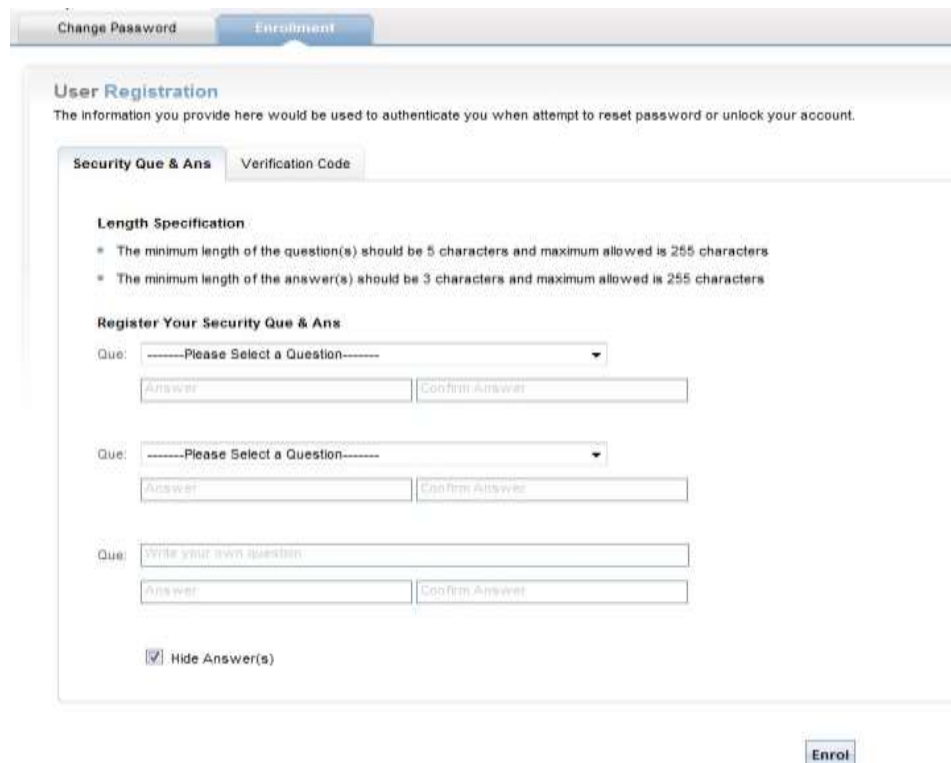 Change Password Enrollment
User Registration
The information you provide here would be used to authenticate you when attempt to reset password or unlock your account.
Security Que & Ans Verification Code
Length Specification
The minimum length of the question(s) should be 5 characters and maximum allowed is 255 characters
The minimum length of the answer(s) should be 3 characters and maximum allowed is 255 characters
Register Your Security Que & Ans
Que: -------Please Select a Question-------
Answer Confirm Answer
Que: -------Please Select a Question-------
Answer Confirm Answer
Que: Write your own question
Answer Confirm Answer
Hide Answer(s)
Enrol